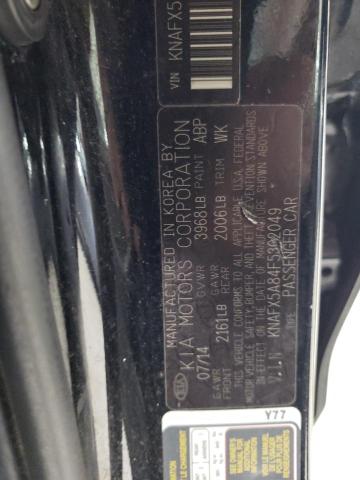 VIN KNAFX5
MANUFACTURED IN KOREA BY
KIA MOTORS CORPORATION
07/14 GVWR 3968LB PAINT ABP
GAWR FRONT 2161LB GAWR REAR 2006LB TRIM WK
THIS VEHICLE CONFORMS TO ALL APPLICABLE U.S.A. FEDERAL
MOTOR VEHICLE SAFETY, BUMPER, AND THEFT PREVENTION STANDARDS
IN EFFECT ON THE DATE OF MANUFACTURE SHOWN ABOVE.
V.I.N KNAFX5A84F5302049
TYPE: PASSENGER CAR
KIA
Y77